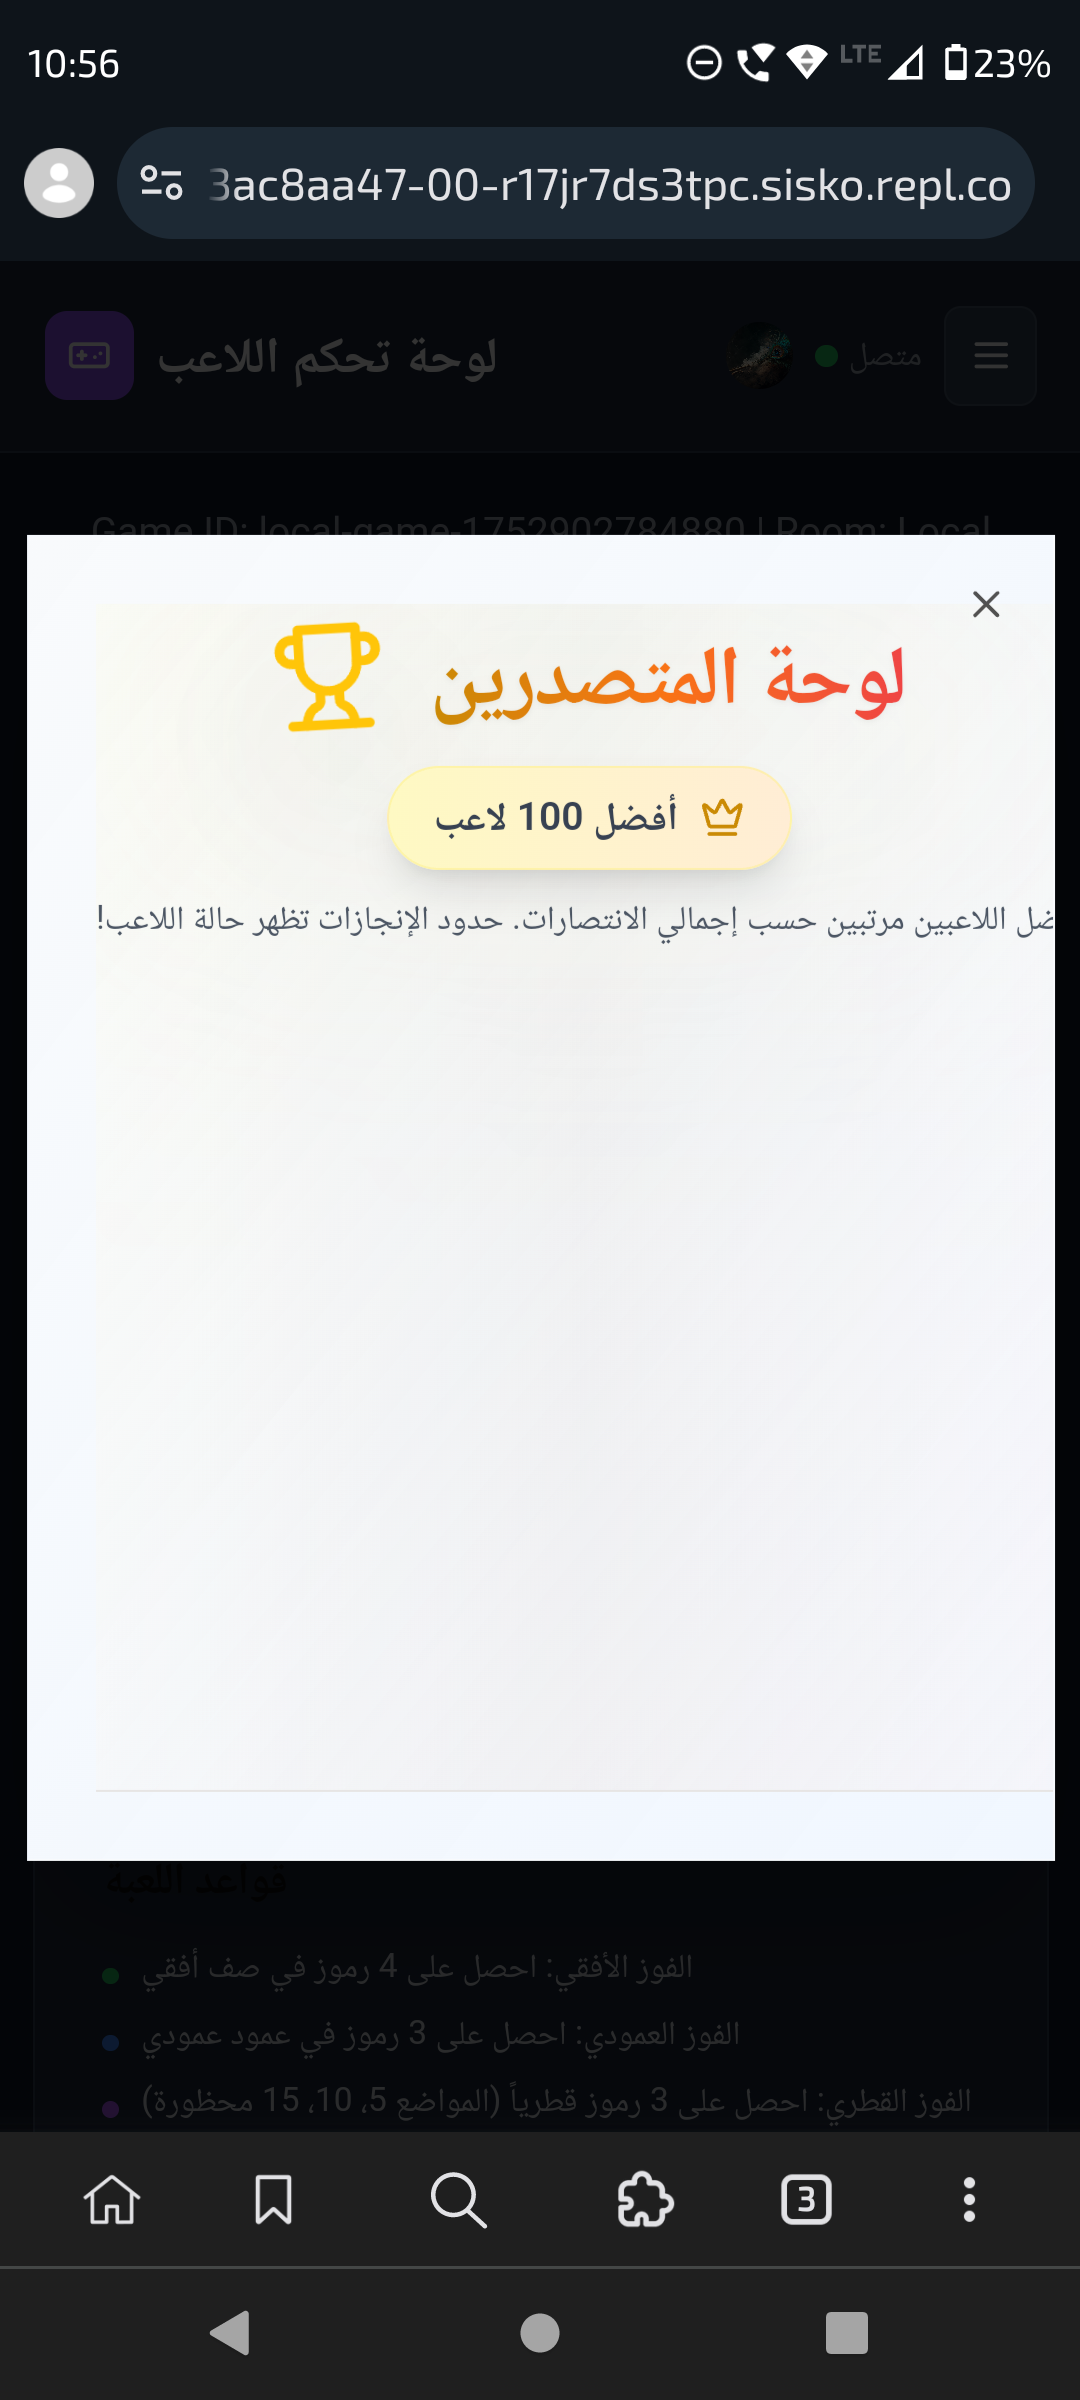 10:56
LTE
23%
3ac8aa47-00-r17jr7ds3tpc.sisko.repl.co
لوحة تحكم اللاعب
متصل
Game ID: local-game-1752902784880 | Room: Local
لوحة المتصدرين
أفضل 100 لاعب
اللاعبين مرتبين حسب إجمالي الانتصارات. حدود الإنجازات تظهر حالة اللاعب!
قواعد اللعبة
الفوز الأفقي: احصل على 4 رموز في صف أفقي
الفوز العمودي: احصل على 3 رموز في عمود عمودي
الفوز القطري: احصل على 3 رموز قطرياً (المواضع 5، 10، 15 محظورة)
3